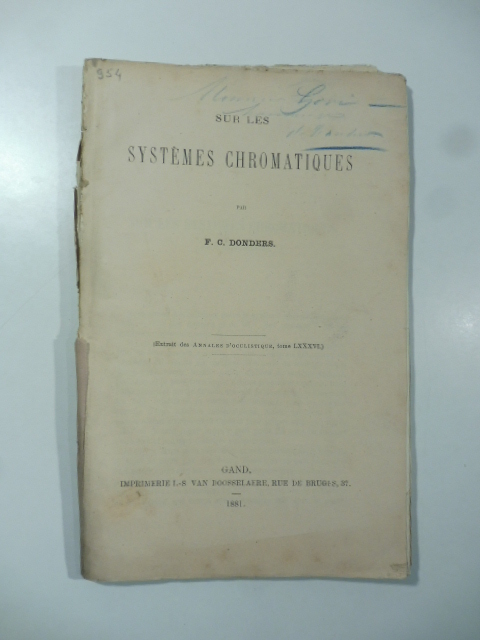 954
SUR LES
SYSTÈMES CHROMATIQUES
PAR
F. C. DONDERS.
(Extrait des ANNALES D'OCULISTIQUE, tome LXXXVI.)
GAND,
IMPRIMERIE I.-S. VAN DOOSSELAERE, RUE DE BRUGES, 37.
1881.